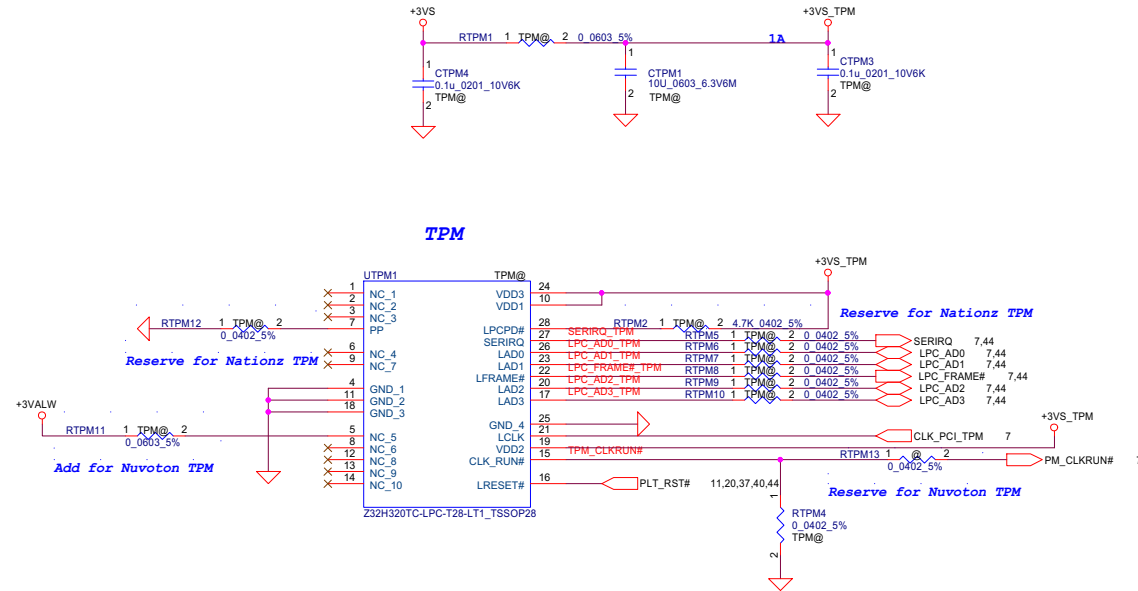 +3VS
+3VS_TPM
RTPM1 1 TPM@ 2 0_0603_5%
1A
1
CTPM4
0.1u_0201_10V6K
TPM@
2
1
CTPM1
10U_0603_6.3V6M
TPM@
2
1
CTPM3
0.1u_0201_10V6K
TPM@
2
TPM
+3VS_TPM
UTPM1 TPM@
1 NC_1
2 NC_2
3 NC_3
7 PP
6 NC_4
9 NC_7
4 GND_1
11 GND_2
18 GND_3
5 NC_5
8 NC_6
12 NC_8
13 NC_9
14 NC_10
VDD3 24
VDD1 10
LPCPD# 28
SERIRQ 27
LAD0 26
LAD1 23
LFRAME# 22
LAD2 20
LAD3 17
GND_4 25
LCLK 21
VDD2 19
CLK_RUN# 15
LRESET# 16
Z32H320TC-LPC-T28-LT1_TSSOP28
RTPM12 1 TPM@ 2
0_0402_5%
Reserve for Nationz TPM
+3VALW
RTPM11 1 TPM@ 2
0_0603_5%
Add for Nuvoton TPM
Reserve for Nationz TPM
RTPM2 1 TPM@ 2 4.7K_0402_5%
SERIRQ_TPM RTPM5 1 TPM@ 2 0_0402_5% SERIRQ 7,44
LPC_AD0_TPM RTPM6 1 TPM@ 2 0_0402_5% LPC_AD0 7,44
LPC_AD1_TPM RTPM7 1 TPM@ 2 0_0402_5% LPC_AD1 7,44
LPC_FRAME#_TPM RTPM8 1 TPM@ 2 0_0402_5% LPC_FRAME# 7,44
LPC_AD2_TPM RTPM9 1 TPM@ 2 0_0402_5% LPC_AD2 7,44
LPC_AD3_TPM RTPM10 1 TPM@ 2 0_0402_5% LPC_AD3 7,44
+3VS_TPM
CLK_PCI_TPM 7
TPM_CLKRUN#
RTPM13 1 @ 2
0_0402_5%
PM_CLKRUN#
Reserve for Nuvoton TPM
PLT_RST# 11,20,37,40,44
1
RTPM4
0_0402_5%
TPM@
2